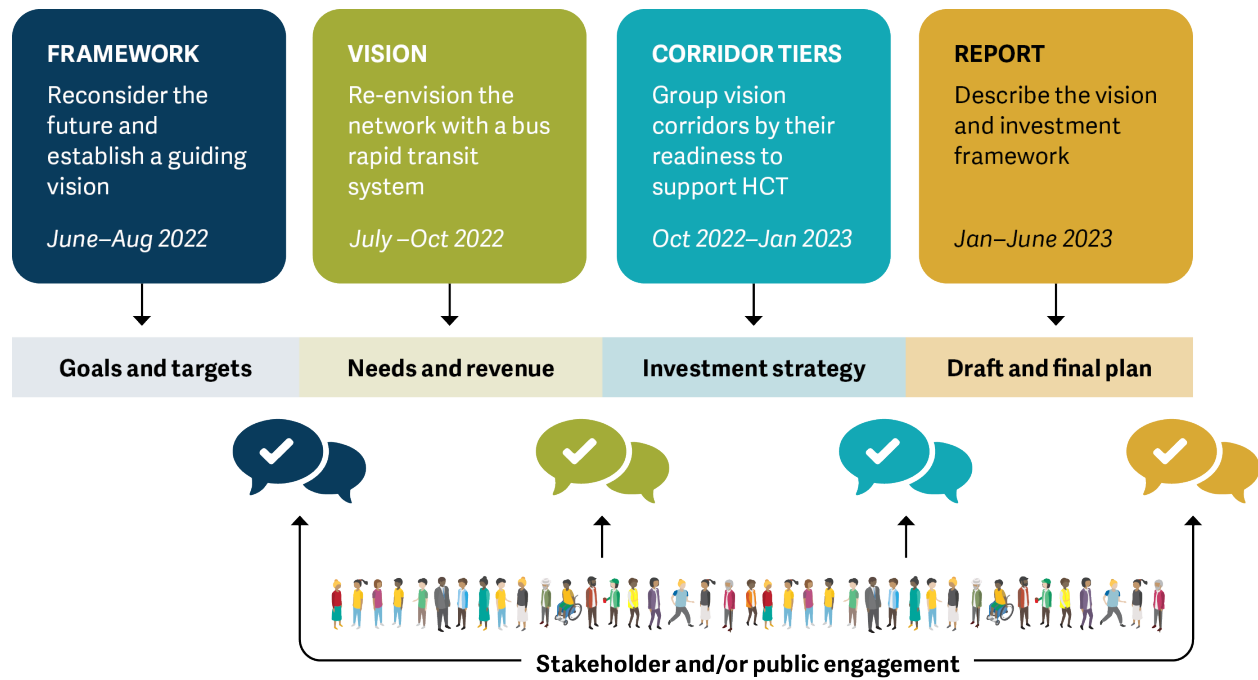 FRAMEWORK
Reconsider the
future and
establish a guiding
vision
June–Aug 2022
VISION
Re-envision the
network with a bus
rapid transit
system
July –Oct 2022
CORRIDOR TIERS
Group vision
corridors by their
readiness to
support HCT
Oct 2022–Jan 2023
REPORT
Describe the vision
and investment
framework
Jan–June 2023
Goals and targets
Needs and revenue
Investment strategy
Draft and final plan
Stakeholder and/or public engagement